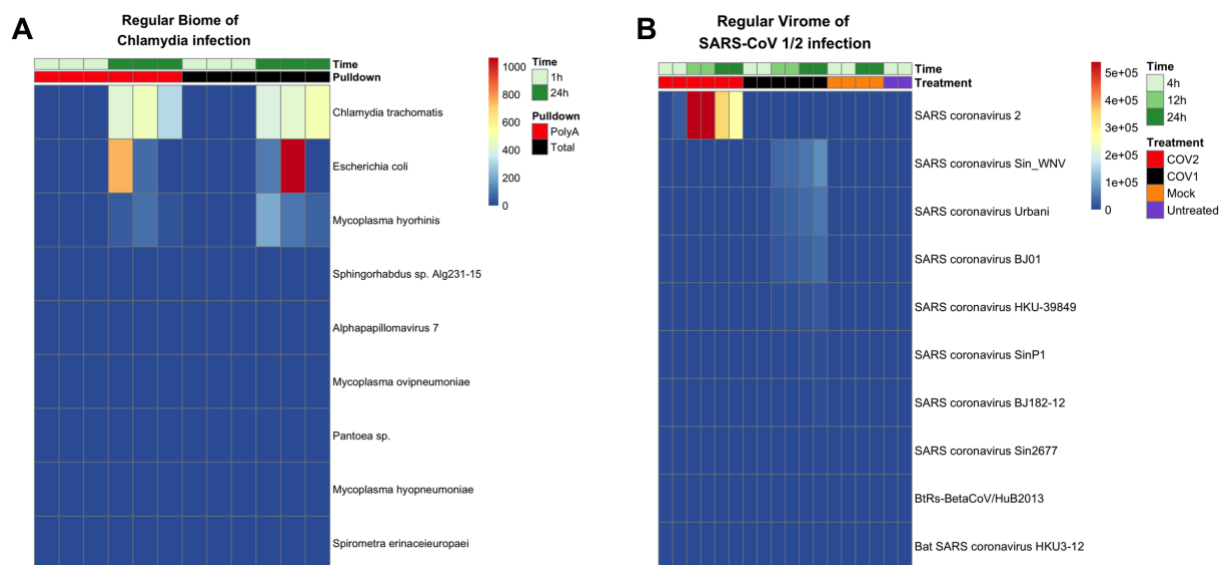 A
Regular Biome of
Chlamydia infection
Time
Pulldown
Chlamydia trachomatis
Escherichia coli
Mycoplasma hyorhinis
Sphingorhabdus sp. Alg231-15
Alphapapillomavirus 7
Mycoplasma ovipneumoniae
Pantoea sp.
Mycoplasma hyopneumoniae
Spirometra erinaceieuropaei
1000
800
600
400
200
0
Time
1h
24h
Pulldown
PolyA
Total
B
Regular Virome of
SARS-CoV 1/2 infection
Time
Treatment
SARS coronavirus 2
SARS coronavirus Sin_WNV
SARS coronavirus Urbani
SARS coronavirus BJ01
SARS coronavirus HKU-39849
SARS coronavirus SinP1
SARS coronavirus BJ182-12
SARS coronavirus Sin2677
BtRs-BetaCoV/HuB2013
Bat SARS coronavirus HKU3-12
5e+05
4e+05
3e+05
2e+05
1e+05
0
Time
4h
12h
24h
Treatment
COV2
COV1
Mock
Untreated